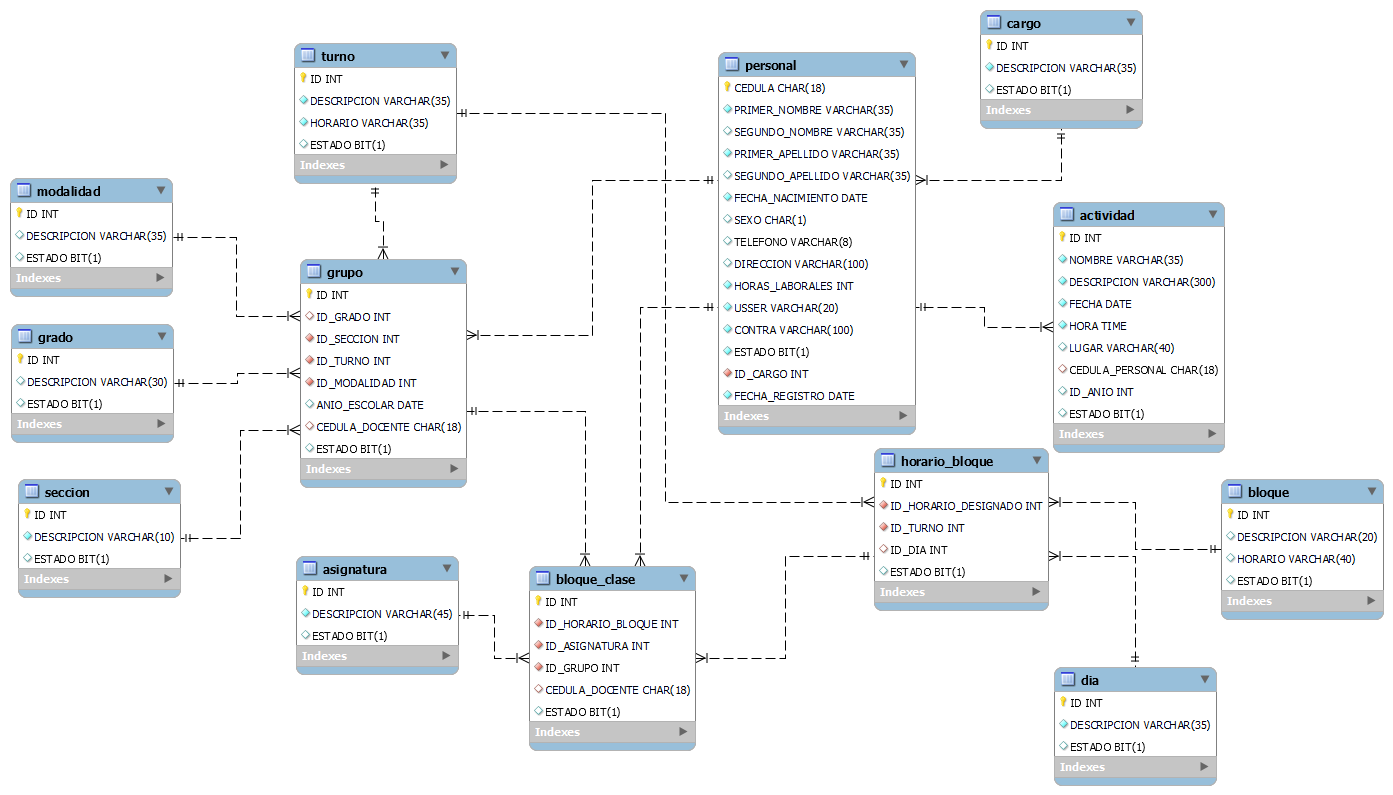 cargo
ID INT
DESCRIPCION VARCHAR(35)
ESTADO BIT(1)
Indexes
turno
ID INT
DESCRIPCION VARCHAR(35)
HORARIO VARCHAR(35)
ESTADO BIT(1)
Indexes
personal
CEDULA CHAR(18)
PRIMER_NOMBRE VARCHAR(35)
SEGUNDO_NOMBRE VARCHAR(35)
PRIMER_APELLIDO VARCHAR(35)
SEGUNDO_APELLIDO VARCHAR(35)
FECHA_NACIMIENTO DATE
SEXO CHAR(1)
TELEFONO VARCHAR(8)
DIRECCION VARCHAR(100)
HORAS_LABORALES INT
USSER VARCHAR(20)
CONTRA VARCHAR(100)
ESTADO BIT(1)
ID_CARGO INT
FECHA_REGISTRO DATE
Indexes
modalidad
ID INT
DESCRIPCION VARCHAR(35)
ESTADO BIT(1)
Indexes
actividad
ID INT
NOMBRE VARCHAR(35)
DESCRIPCION VARCHAR(300)
FECHA DATE
HORA TIME
LUGAR VARCHAR(40)
CEDULA_PERSONAL CHAR(18)
ID_ANIO INT
ESTADO BIT(1)
Indexes
grupo
ID INT
ID_GRADO INT
ID_SECCION INT
ID_TURNO INT
ID_MODALIDAD INT
ANIO_ESCOLAR DATE
CEDULA_DOCENTE CHAR(18)
ESTADO BIT(1)
Indexes
grado
ID INT
DESCRIPCION VARCHAR(30)
ESTADO BIT(1)
Indexes
horario_bloque
ID INT
ID_HORARIO_DESIGNADO INT
ID_TURNO INT
ID_DIA INT
ESTADO BIT(1)
Indexes
seccion
ID INT
DESCRIPCION VARCHAR(10)
ESTADO BIT(1)
Indexes
bloque
ID INT
DESCRIPCION VARCHAR(20)
HORARIO VARCHAR(40)
ESTADO BIT(1)
Indexes
asignatura
ID INT
DESCRIPCION VARCHAR(45)
ESTADO BIT(1)
Indexes
bloque_clase
ID INT
ID_HORARIO_BLOQUE INT
ID_ASIGNATURA INT
ID_GRUPO INT
CEDULA_DOCENTE CHAR(18)
ESTADO BIT(1)
Indexes
dia
ID INT
DESCRIPCION VARCHAR(35)
ESTADO BIT(1)
Indexes